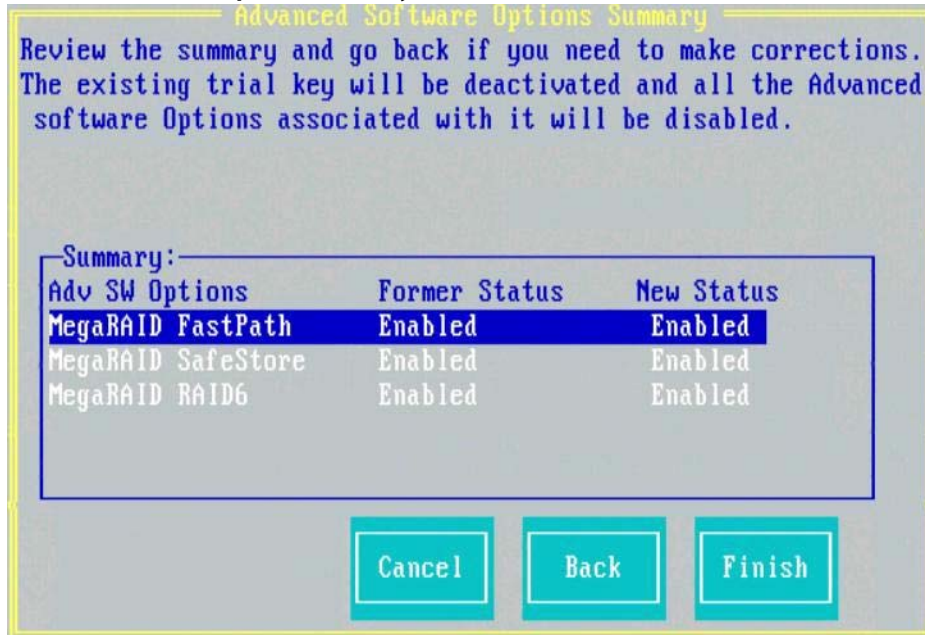 Advanced Software Options Summary
Review the summary and go back if you need to make corrections.
The existing trial key will be deactivated and all the Advanced
software Options associated with it will be disabled.
Summary:
Adv SW Options Former Status New Status
MegaRAID FastPath Enabled Enabled
MegaRAID SafeStore Enabled Enabled
MegaRAID RAID6 Enabled Enabled
Cancel Back Finish